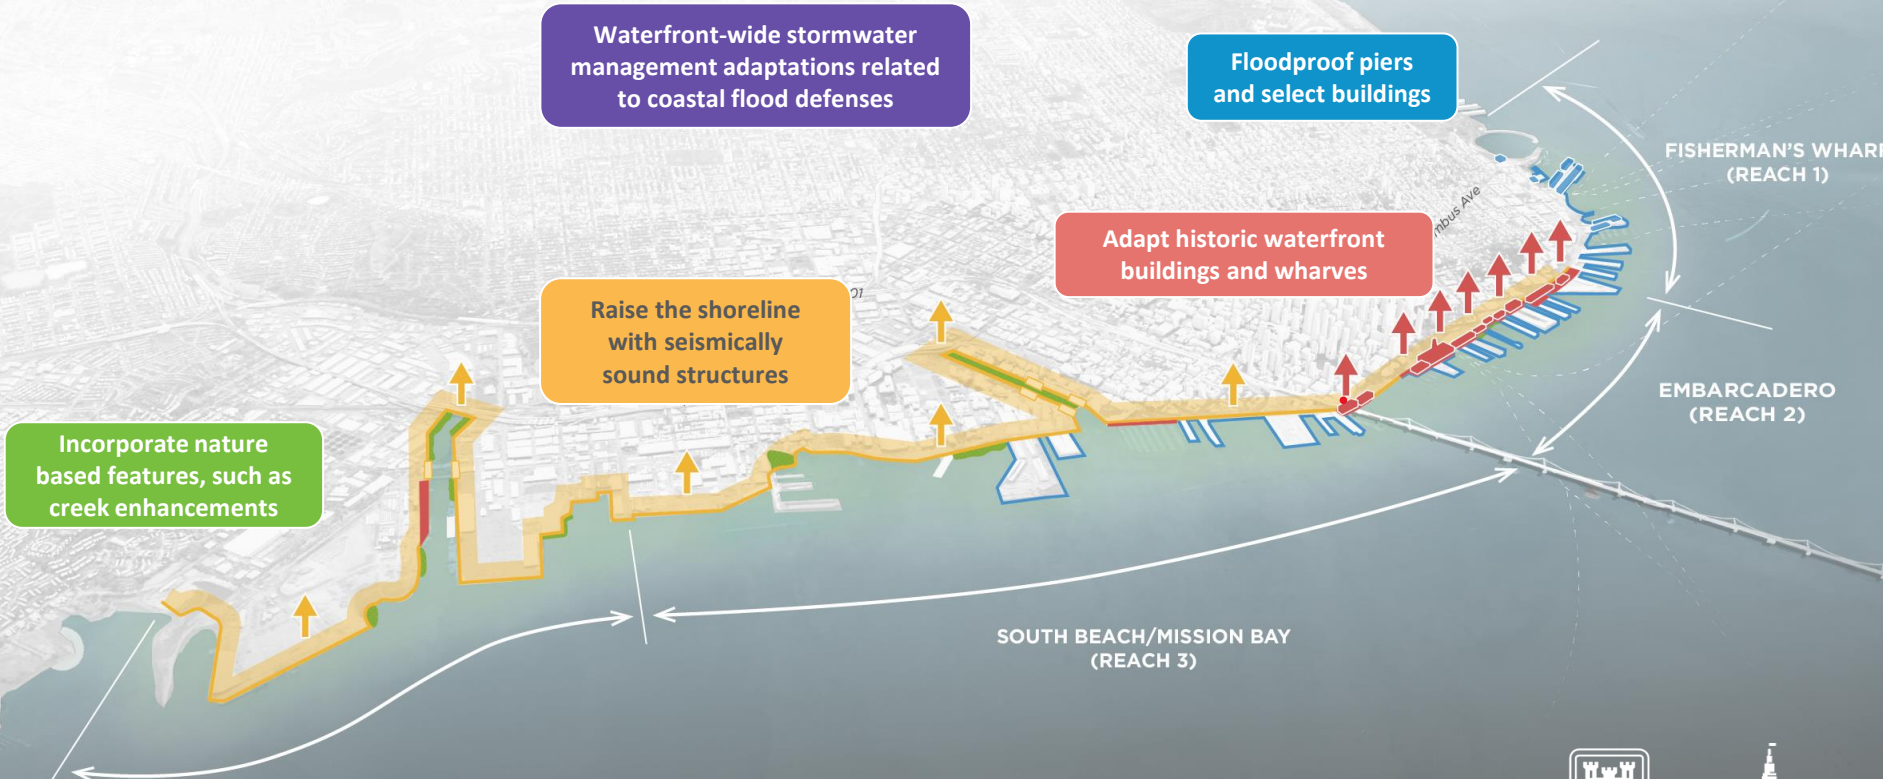 Waterfront-wide stormwater
management adaptations related
to coastal flood defenses
Floodproof piers
and select buildings
FISHERMAN'S WHARF
(REACH 1)
Adapt historic waterfront
buildings and wharves
Ave
Raise the shoreline
with seismically
sound structures
EMBARCADERO
(REACH 2)
Incorporate nature
based features, such as
creek enhancements
SOUTH BEACH/MISSION BAY
(REACH 3)